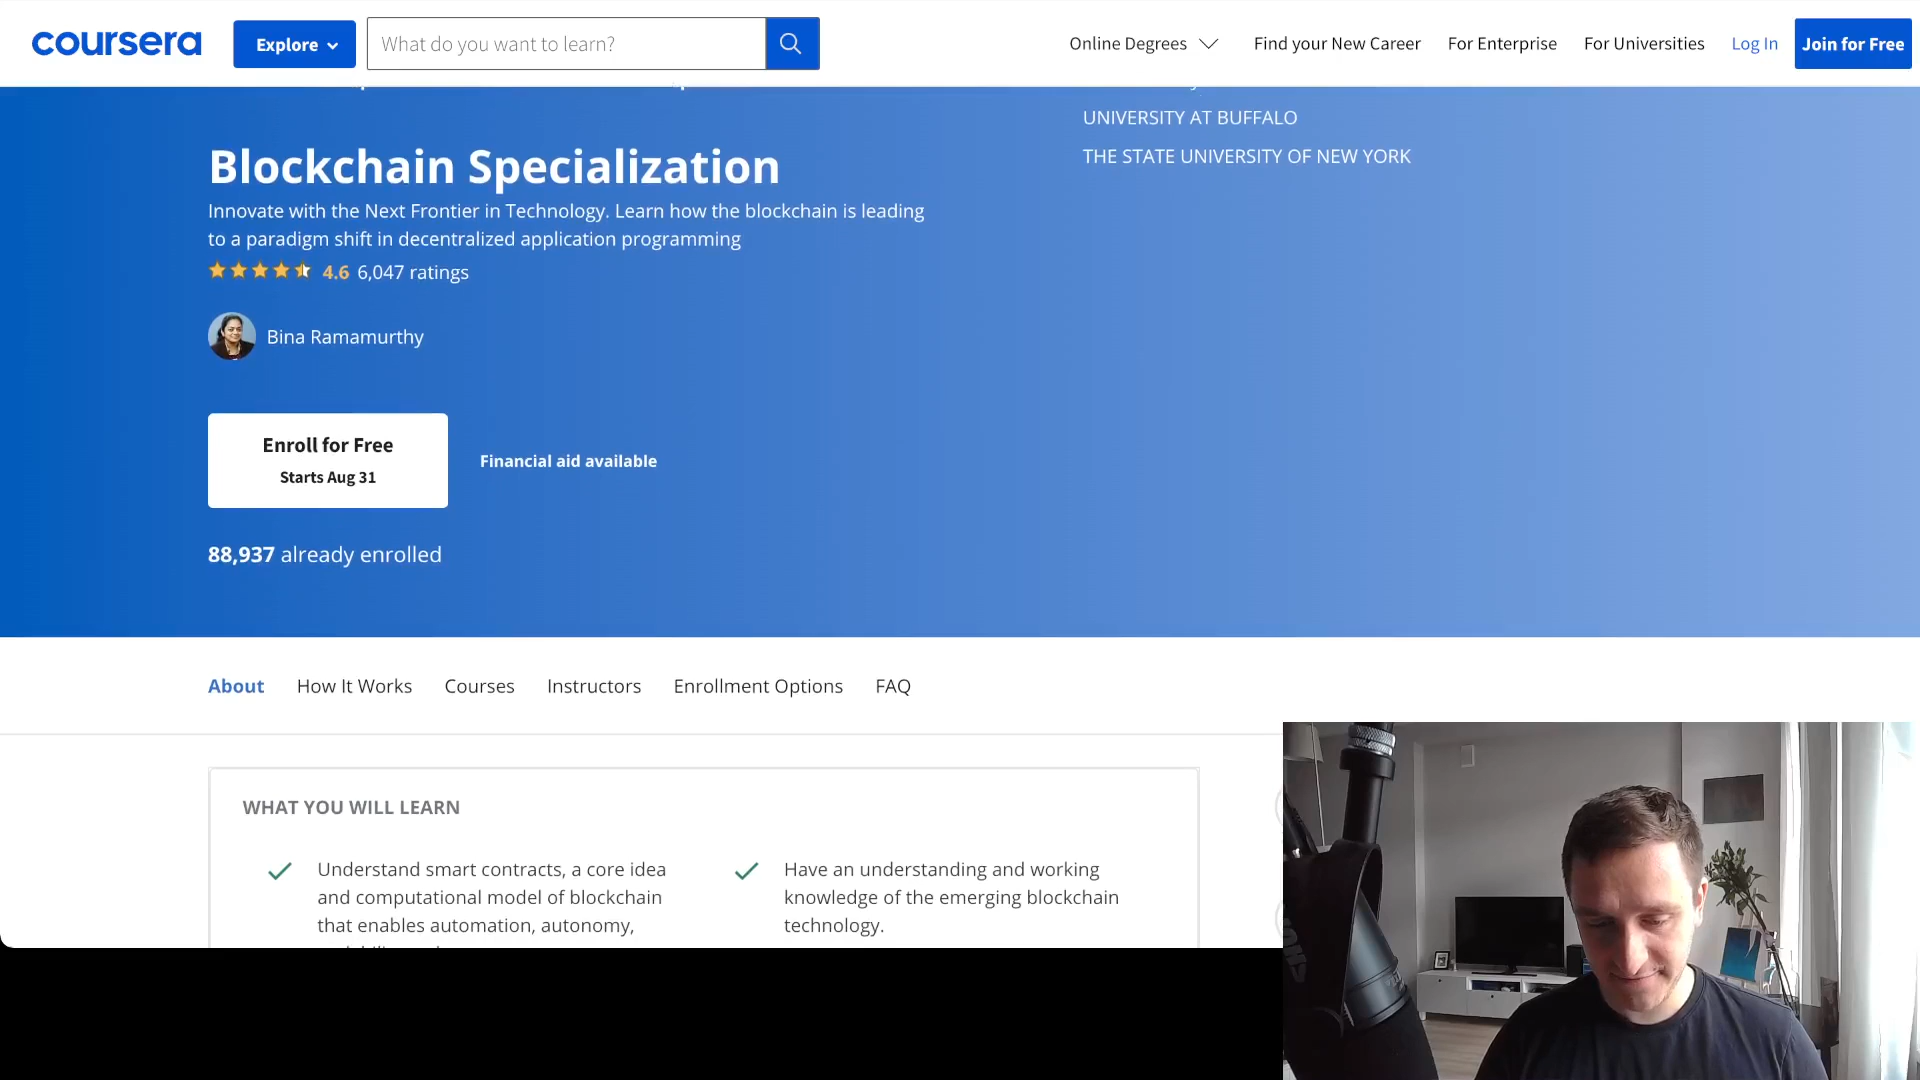 coursera
Explore
What do you want to learn?
Online Degrees
Find your New Career
For Enterprise
For Universities
Log In
Join for Free
UNIVERSITY AT BUFFALO
THE STATE UNIVERSITY OF NEW YORK
Blockchain Specialization
Innovate with the Next Frontier in Technology. Learn how the blockchain is leading
to a paradigm shift in decentralized application programming
4.6 6,047 ratings
Bina Ramamurthy
Enroll for Free
Starts Aug 31
Financial aid available
88,937 already enrolled
About
How It Works
Courses
Instructors
Enrollment Options
FAQ
WHAT YOU WILL LEARN
Understand smart contracts, a core idea
and computational model of blockchain
that enables automation, autonomy,
Have an understanding and working
knowledge of the emerging blockchain
technology.